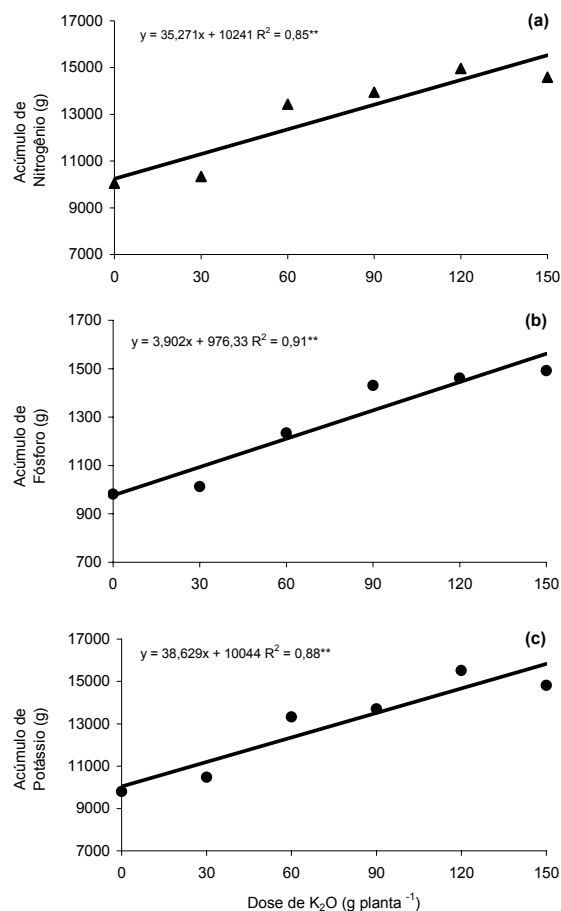 (a)
y = 35,271x + 10241 R² = 0,85**
17000
15000
13000
11000
9000
7000
Acúmulo de
Nitrogênio (g)
0 30 60 90 120 150
(b)
y = 3,902x + 976,33 R² = 0,91**
1700
1500
1300
1100
900
700
Acúmulo de
Fósforo (g)
0 30 60 90 120 150
(c)
y = 38,629x + 10044 R² = 0,88**
17000
15000
13000
11000
9000
7000
Acúmulo de
Potássio (g)
0 30 60 90 120 150
Dose de K₂O (g planta ⁻¹)